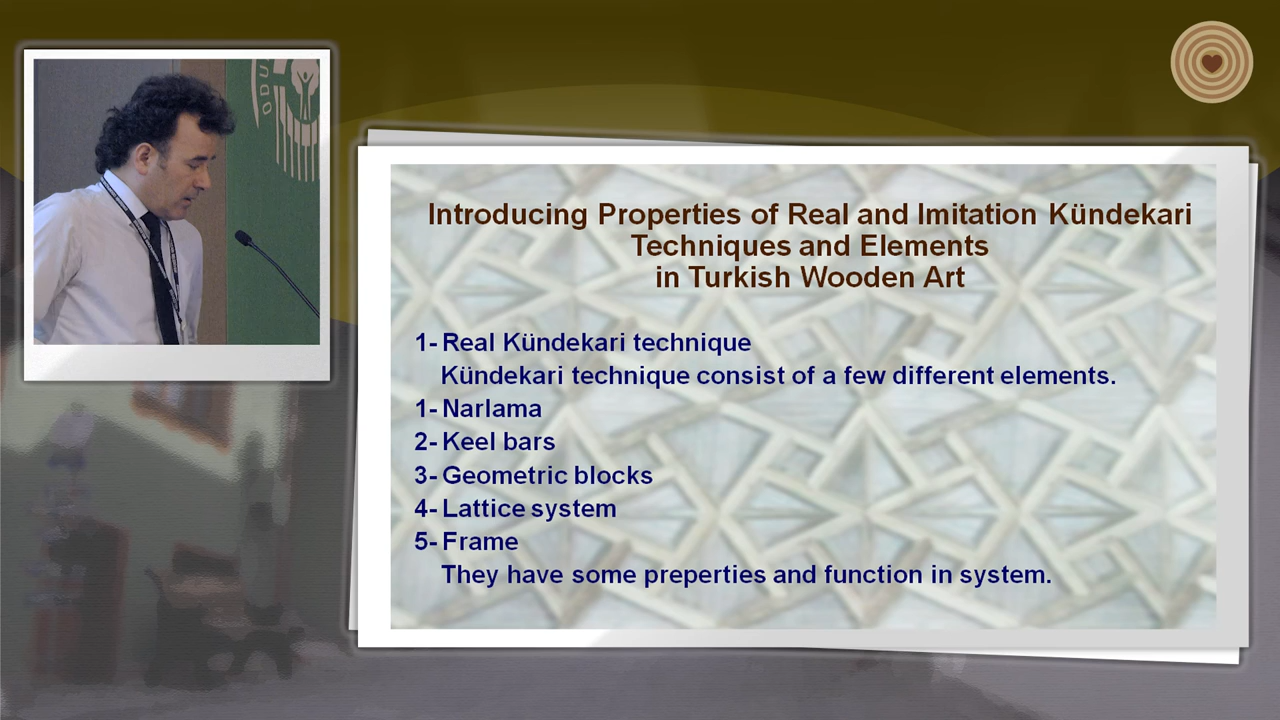 ODU
Introducing Properties of Real and Imitation Kündekari
Techniques and Elements
in Turkish Wooden Art
1- Real Kündekari technique
Kündekari technique consist of a few different elements.
1- Narlama
2- Keel bars
3- Geometric blocks
4- Lattice system
5- Frame
They have some preperties and function in system.